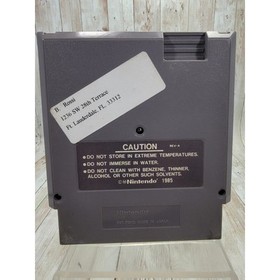 B. Rossi
1236 SW 28th Terrace
Ft. Lauderdale, FL 33312
CAUTION
REV-A
● DO NOT STORE IN EXTREME TEMPERATURES.
● DO NOT IMMERSE IN WATER.
● DO NOT CLEAN WITH BENZENE, THINNER,
ALCOHOL OR OTHER SUCH SOLVENTS.
©Nintendo 1985